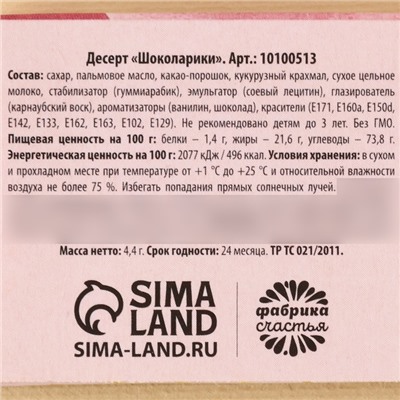 Десерт «Шоколарики». Арт.: 10100513
Состав: сахар, пальмовое масло, какао-порошок, кукурузный крахмал, сухое цельное
молоко, стабилизатор (гуммиарабик), эмульгатор (соевый лецитин), глазирователь
(карнаубский воск), ароматизаторы (ванилин, шоколад), красители (Е171, Е160а, Е150d,
Е142, Е133, Е162, Е163, Е102, Е129). Не рекомендовано детям до 3 лет. Без ГМО.
Пищевая ценность на 100 г: белки – 1,4 г, жиры – 21,6 г, углеводы – 73,8 г.
Энергетическая ценность на 100 г: 2077 кДж / 496 ккал. Условия хранения: в сухом
и прохладном месте при температуре от +1 °С до +25 °С и относительной влажности
воздуха не более 75 %. Избегать попадания прямых солнечных лучей.
Масса нетто: 4,4 г. Срок годности: 24 месяца. ТР ТС 021/2011.
SIMA
LAND
SIMA-LAND.RU
фабрика
счастья